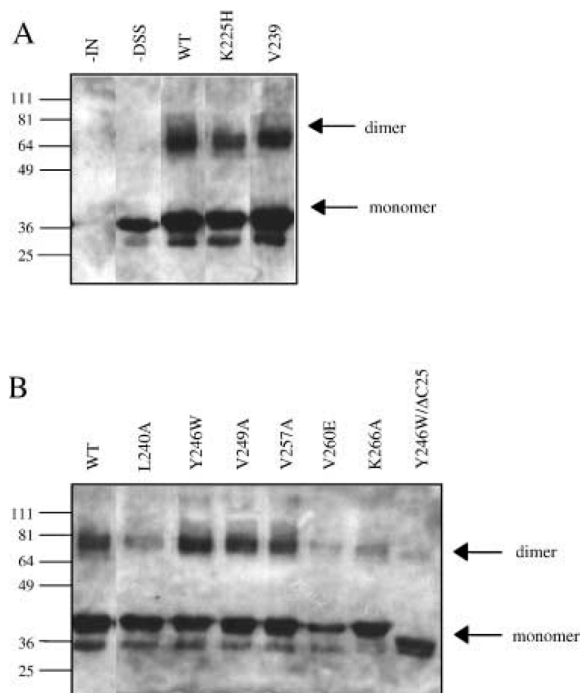 A
-IN -DSS WT K225H V239
111
81
64
49
36
25
dimer
monomer
B
WT L240A Y246W V249A V257A V260E K266A Y246W/ΔC25
111
81
64
49
36
25
dimer
monomer